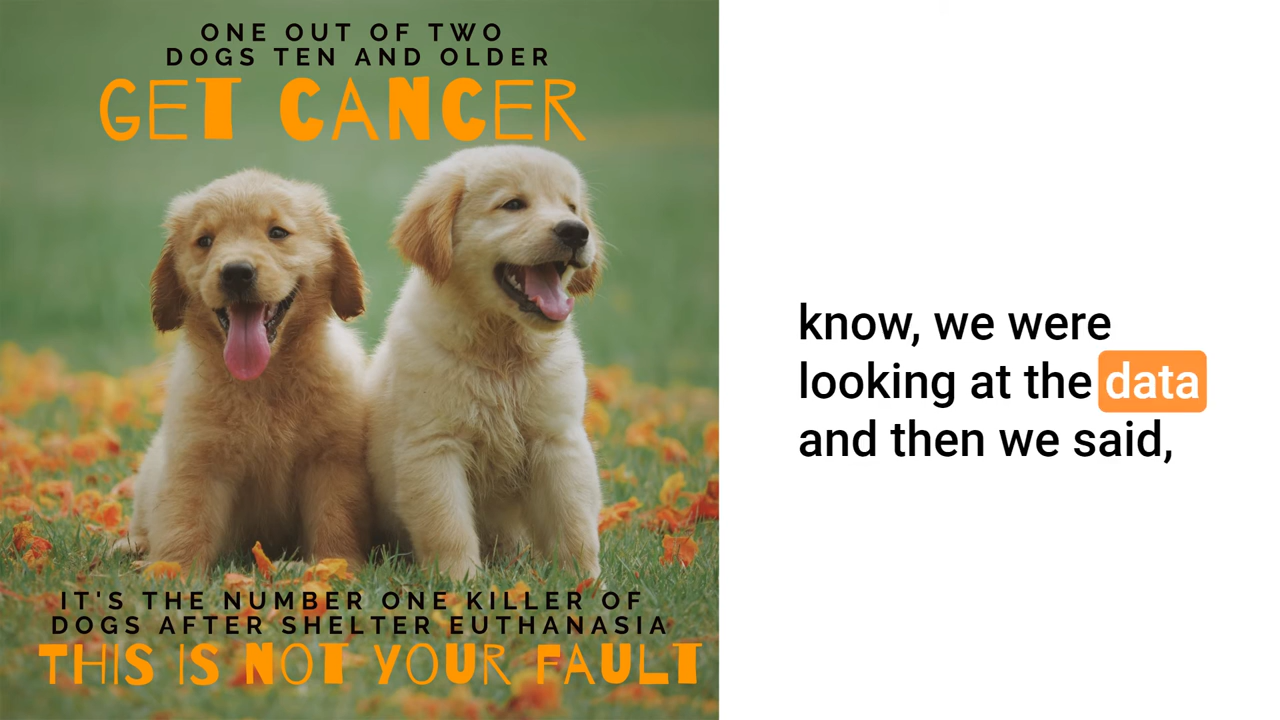 ONE OUT OF TWO
DOGS TEN AND OLDER
GET CANCER
IT'S THE NUMBER ONE KILLER OF
DOGS AFTER SHELTER EUTHANASIA
THIS IS NOT YOUR FAULT
know, we were
looking at the data
and then we said,